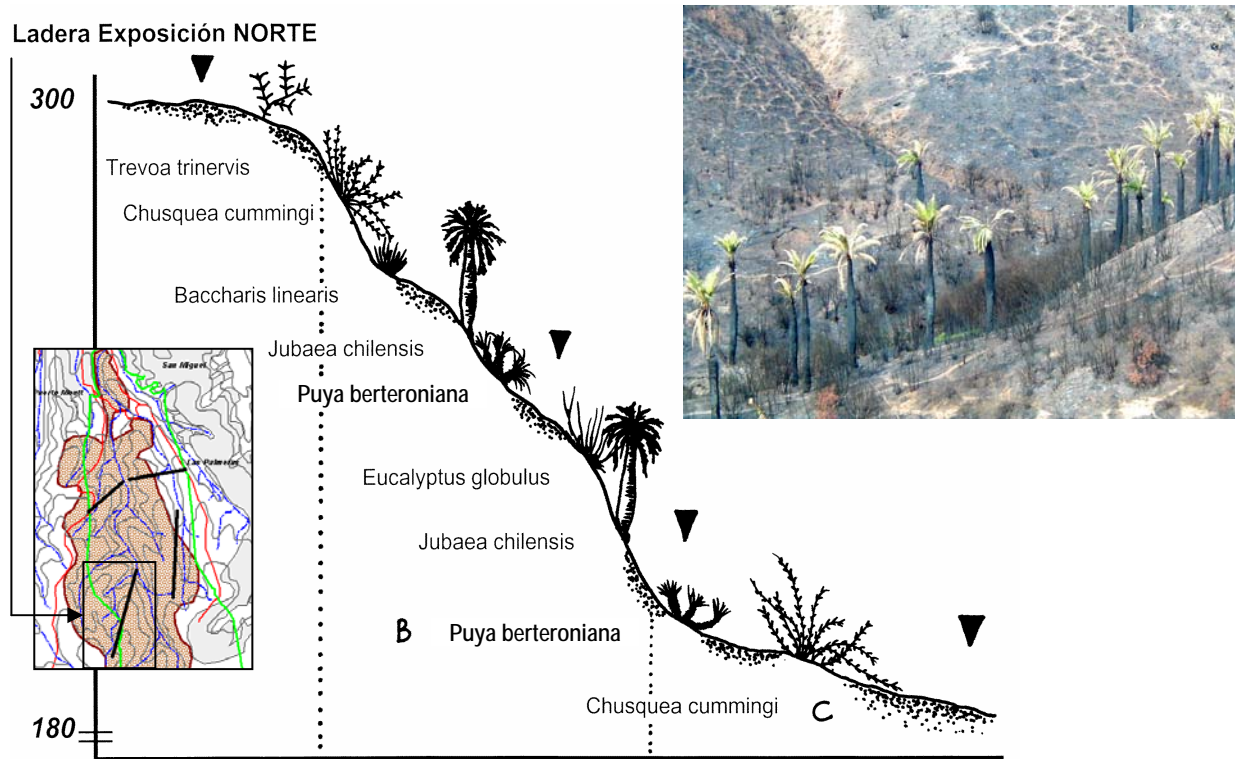 Ladera Exposición NORTE
300
Trevoa trinervis
Chusquea cummingi
Baccharis linearis
Jubaea chilensis
Puya berteroniana
San Miguel
Las Palmeras
Eucalyptus globulus
Jubaea chilensis
B
Puya berteroniana
Chusquea cummingi
C
180